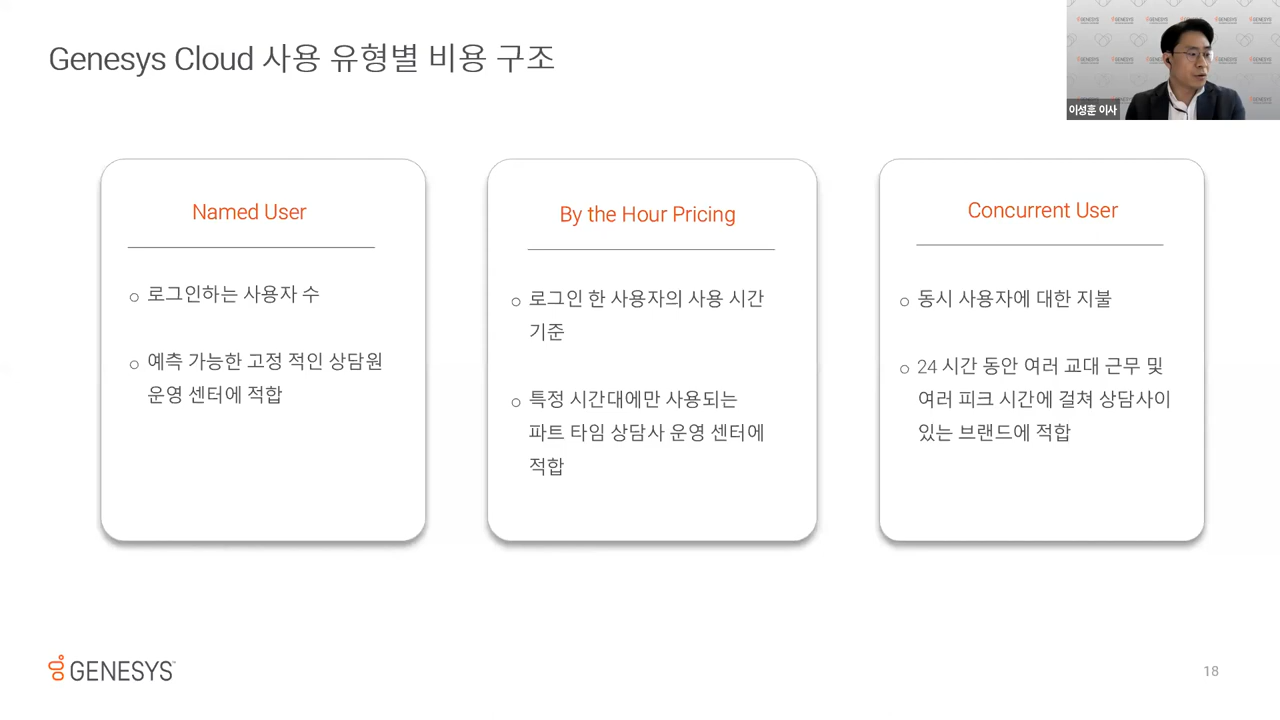 Genesys Cloud 사용 유형별 비용 구조
GENESYS
이성훈 이사
Named User
○ 로그인하는 사용자 수
○ 예측 가능한 고정 적인 상담원
운영 센터에 적합
By the Hour Pricing
○ 로그인 한 사용자의 사용 시간
기준
○ 특정 시간대에만 사용되는
파트 타임 상담사 운영 센터에
적합
Concurrent User
○ 동시 사용자에 대한 지불
○ 24 시간 동안 여러 교대 근무 및
여러 피크 시간에 걸쳐 상담사이
있는 브랜드에 적합
GENESYS™
18